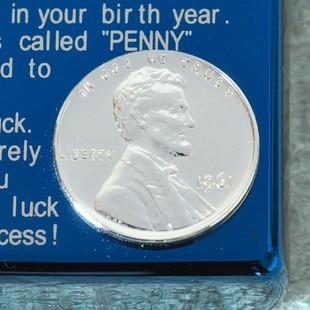 in your birth year.
s called "PENNY"
d to
IN GOD WE TRUST
uck.
rely
LIBERTY
u
1961
luck
cess!